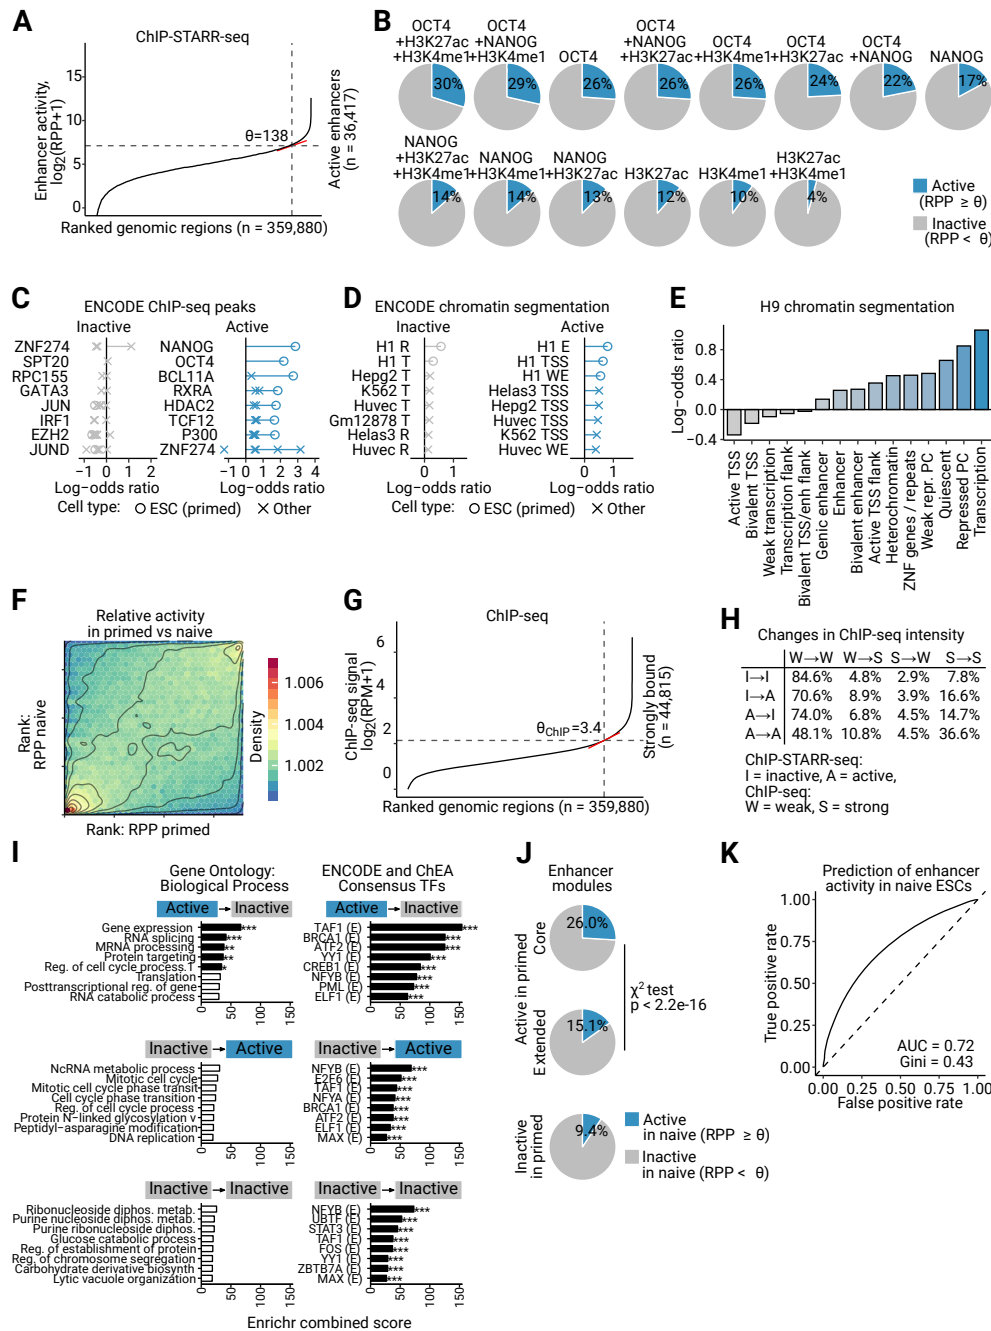 A
ChIP-STARR-seq
Enhancer activity,
log2(RPP+1)
15
10
5
0
θ=138
Active enhancers
(n = 36,417)
Ranked genomic regions (n = 359,880)
B
OCT4
+H3K27ac
+H3K4me1
30%
OCT4
+NANOG
+H3K4me1
29%
OCT4
26%
OCT4
+NANOG
+H3K27ac
26%
OCT4
+H3K4me1
26%
OCT4
+H3K27ac
24%
OCT4
+NANOG
22%
NANOG
17%
NANOG
+H3K27ac
+H3K4me1
14%
NANOG
+H3K4me1
14%
NANOG
+H3K27ac
13%
H3K27ac
12%
H3K4me1
10%
H3K27ac
+H3K4me1
4%
Active
(RPP ≥ θ)
Inactive
(RPP < θ)
C
ENCODE ChIP-seq peaks
Inactive
ZNF274
SPT20
RPC155
GATA3
JUN
IRF1
EZH2
JUND
−1 0 1 2
Log−odds ratio
Active
NANOG
OCT4
BCL11A
RXRA
HDAC2
TCF12
P300
ZNF274
−1 0 1 2 3 4
Log−odds ratio
Cell type: ESC (primed) Other
D
ENCODE chromatin segmentation
Inactive
H1 R
H1 T
Hepg2 T
K562 T
Huvec T
Gm12878 T
Helas3 R
Huvec R
0 1
Log−odds ratio
Active
H1 E
H1 TSS
H1 WE
Helas3 TSS
Hepg2 TSS
Huvec TSS
K562 TSS
Huvec WE
0 1
Log−odds ratio
Cell type: ESC (primed) Other
E
H9 chromatin segmentation
Log−odds ratio
0.8
0.4
0.0
−0.4
Active TSS
Bivalent TSS
Weak transcription
Transcription flank
Bivalent TSS/enh flank
Genic enhancer
Enhancer
Bivalent enhancer
Active TSS flank
Heterochromatin
ZNF genes / repeats
Weak repr. PC
Quiescent
Repressed PC
Transcription
F
Relative activity
in primed vs naive
Rank:
RPP naive
Rank: RPP primed
Density
1.006
1.004
1.002
G
ChIP-seq
ChIP-seq signal
log2(RPM+1)
6
4
2
0
θChIP=3.4
Strongly bound
(n = 44,815)
Ranked genomic regions (n = 359,880)
H
Changes in ChIP-seq intensity
W→W W→S S→W S→S
I→I 84.6% 4.8% 2.9% 7.8%
I→A 70.6% 8.9% 3.9% 16.6%
A→I 74.0% 6.8% 4.5% 14.7%
A→A 48.1% 10.8% 4.5% 36.6%
ChIP-STARR-seq:
I = inactive, A = active,
ChIP-seq:
W = weak, S = strong
I
Gene Ontology:
Biological Process
Active → Inactive
Gene expression ***
RNA splicing ***
MRNA processing **
Protein targeting **
Reg. of cell cycle process.1 *
Translation
Posttranscriptional reg. of gene
RNA catabolic process
0 50 100 150
ENCODE and ChEA
Consensus TFs
Active → Inactive
TAF1 (E) ***
BRCA1 (E) ***
ATF2 (E) ***
YY1 (E) ***
CREB1 (E) ***
NFYB (E) ***
PML (E) ***
ELF1 (E) ***
0 50 100 150
Inactive → Active
NcRNA metabolic process
Mitotic cell cycle
Mitotic cell cycle phase transit
Cell cycle phase transition
Reg. of cell cycle process
Protein N−linked glycosylation v
Peptidyl−asparagine modification
DNA replication
0 50 100 150
Inactive → Active
NFYB (E) ***
E2F6 (E) ***
TAF1 (E) ***
NFYA (E) ***
BRCA1 (E) ***
ATF2 (E) ***
ELF1 (E) ***
MAX (E) ***
0 50 100 150
Inactive → Inactive
Ribonucleoside diphos. metab.
Purine nucleoside diphos. metab.
Purine ribonucleoside diphos.
Glucose catabolic process
Reg. of establishment of protein
Reg. of chromosome segregation
Carbohydrate derivative biosynth
Lytic vacuole organization
0 50 100 150
Inactive → Inactive
NFYB (E) ***
UBTF (E) ***
STAT3 (E) ***
TAF1 (E) ***
FOS (E) ***
YY1 (E) ***
ZBTB7A (E) ***
MAX (E) ***
0 50 100 150
Enrichr combined score
J
Enhancer
modules
Active in primed
Core
26.0%
Extended
15.1%
χ2 test
p < 2.2e-16
Inactive
in primed
9.4%
Active
in naive (RPP ≥ θ)
Inactive
in naive (RPP < θ)
K
Prediction of enhancer
activity in naive ESCs
True positive rate
1.00
0.75
0.50
0.25
0.00
AUC = 0.72
Gini = 0.43
0.00 0.25 0.50 0.75 1.00
False positive rate